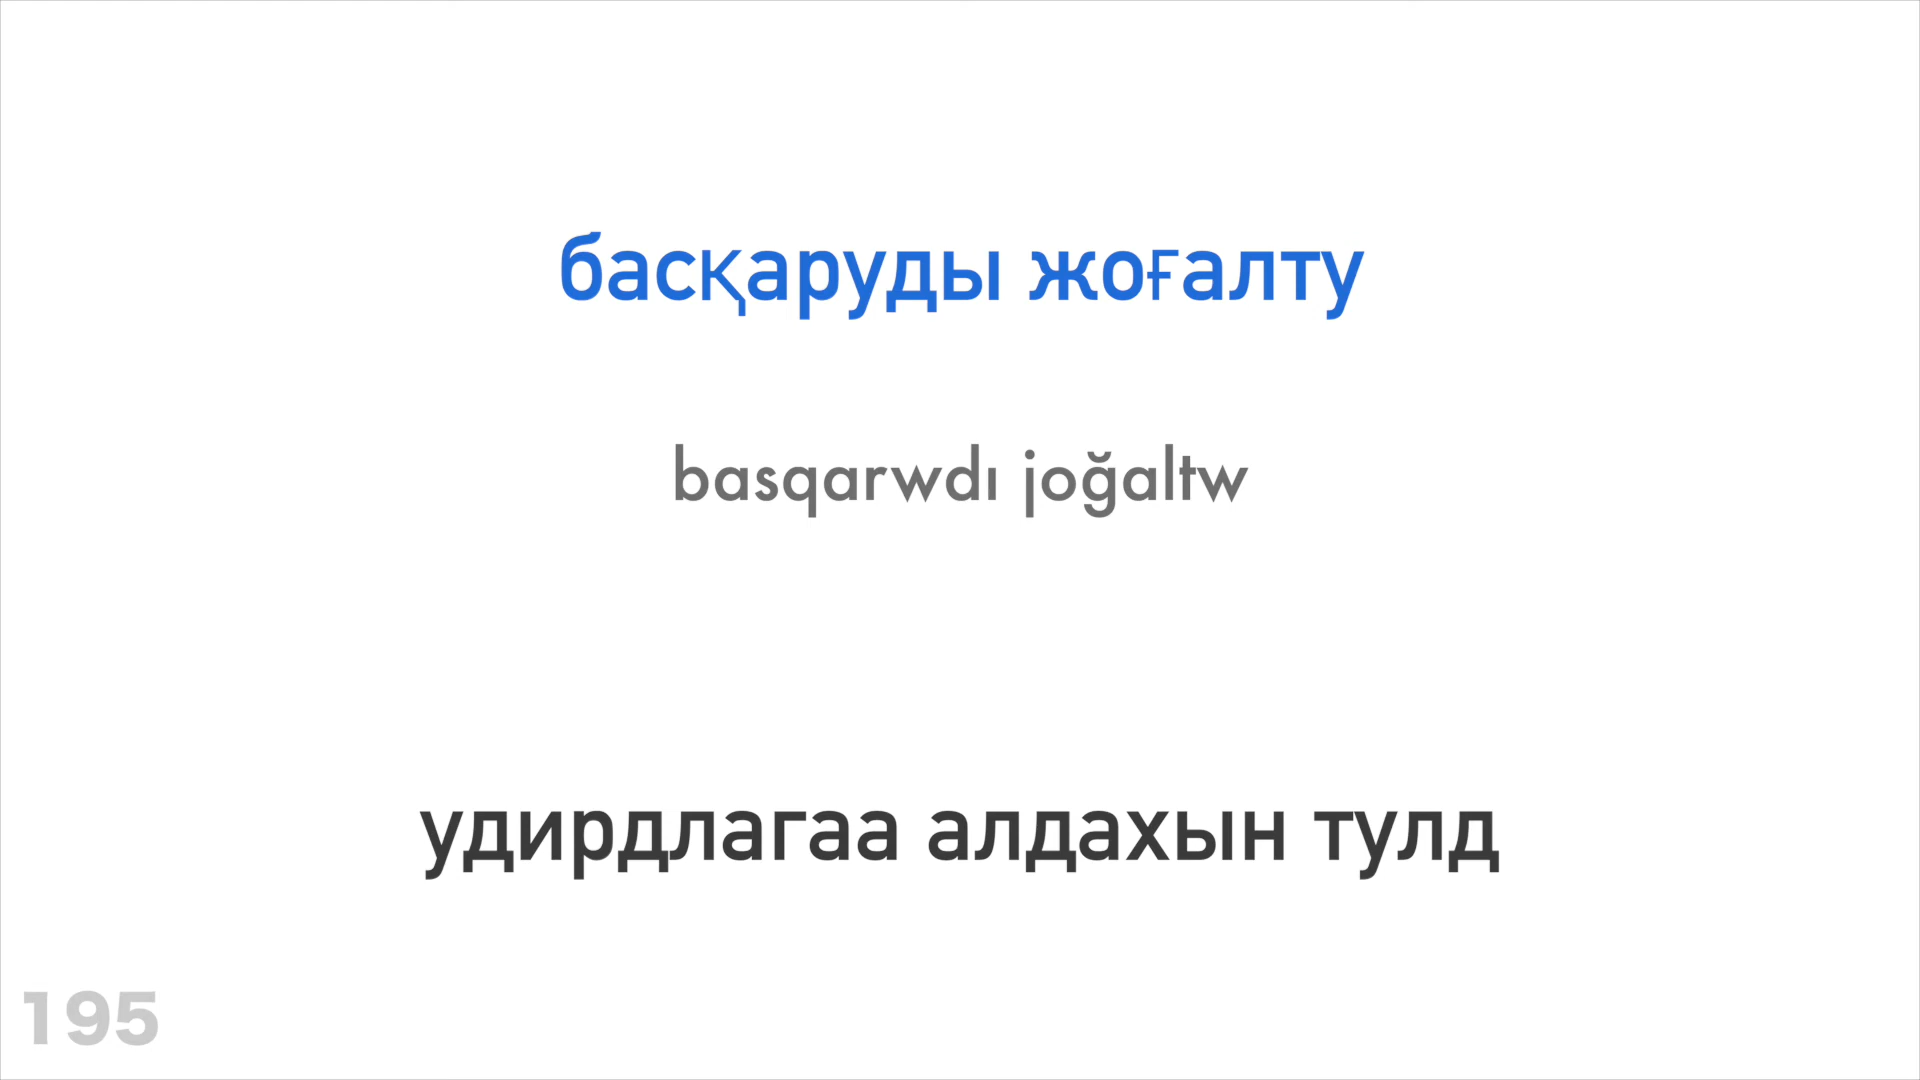 басқаруды жоғалту
basqarwdı joğaltw
удирдлагаа алдахын тулд
195